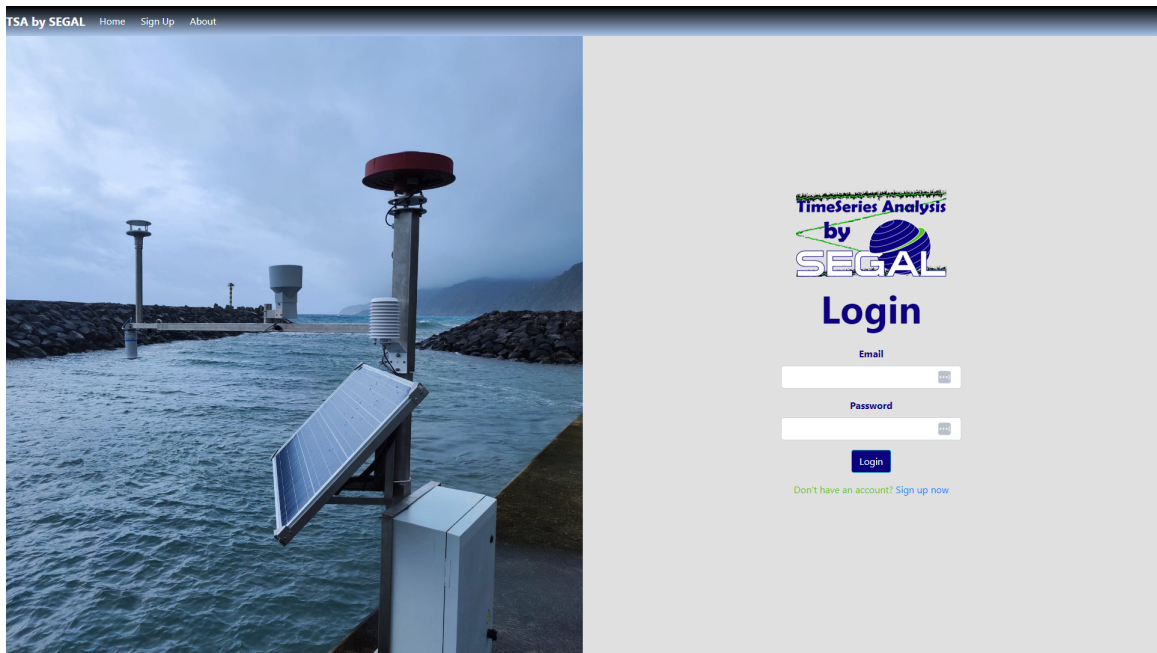 TSA by SEGAL Home Sign Up About
TimeSeries Analysis
by
SEGAL
Login
Email
Password
Login
Don't have an account? Sign up now